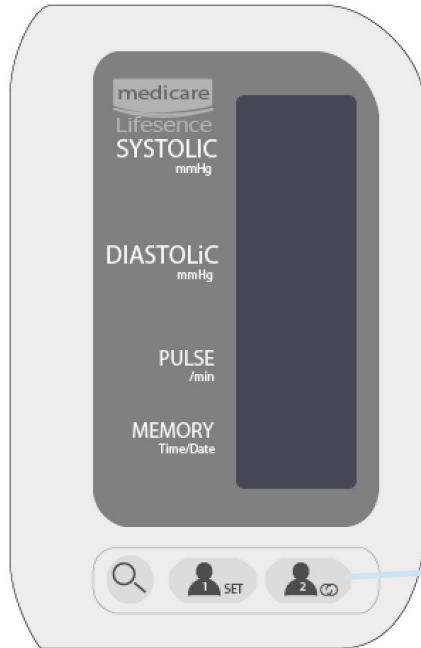 medicare
Lifesence
SYSTOLIC
mmHg
DIASTOLiC
mmHg
PULSE
/min
MEMORY
Time/Date
1 SET 2